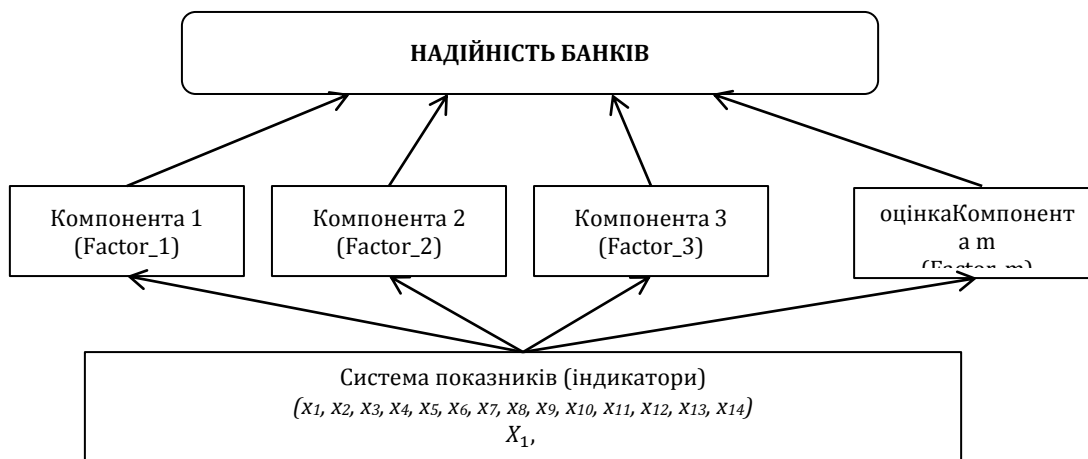 НАДІЙНІСТЬ БАНКІВ
Компонента 1
(Factor_1)
Компонента 2
(Factor_2)
Компонента 3
(Factor_3)
оцінкаКомпонент
а m
(Factor_m)
Система показників (індикатори)
(x₁, x₂, x₃, x₄, x₅, x₆, x₇, x₈, x₉, x₁₀, x₁₁, x₁₂, x₁₃, x₁₄)
X₁,